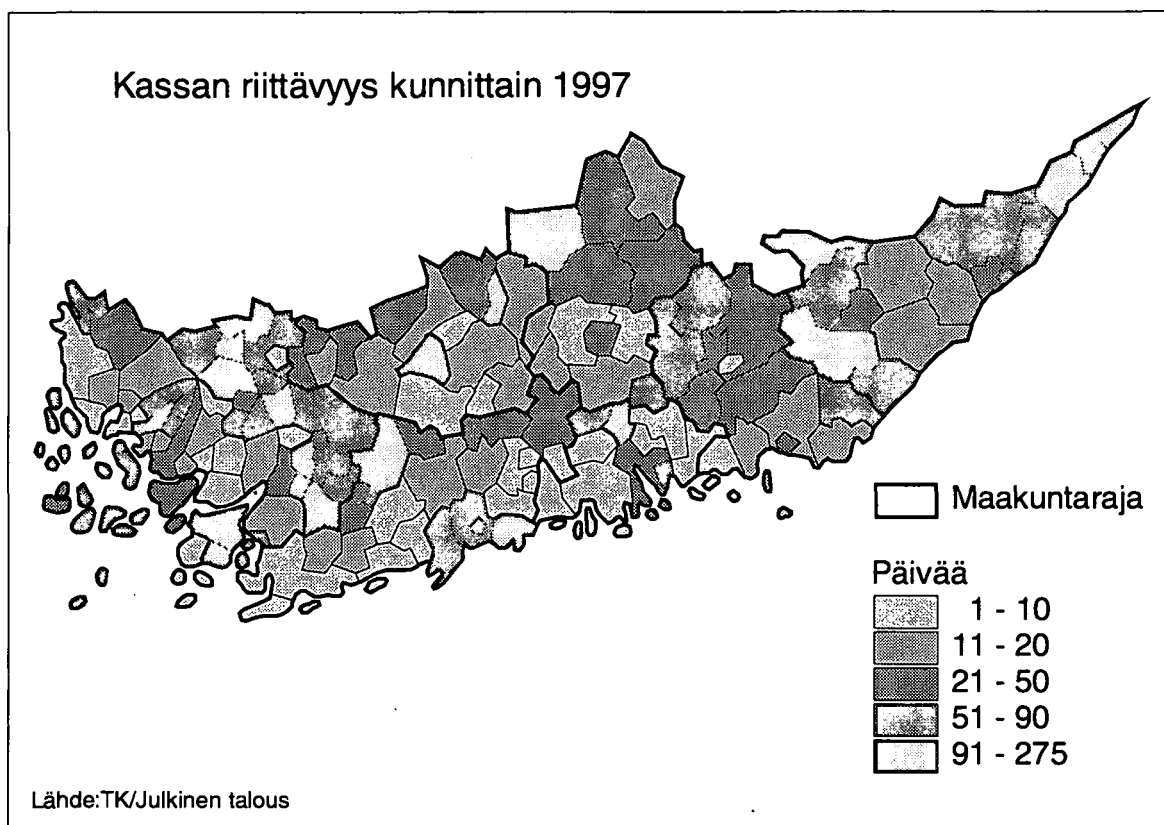 Kassan riittävyys kunnittain 1997
Maakuntaraja
Päivää
1 - 10
11 - 20
21 - 50
51 - 90
91 - 275
Lähde:TK/Julkinen talous